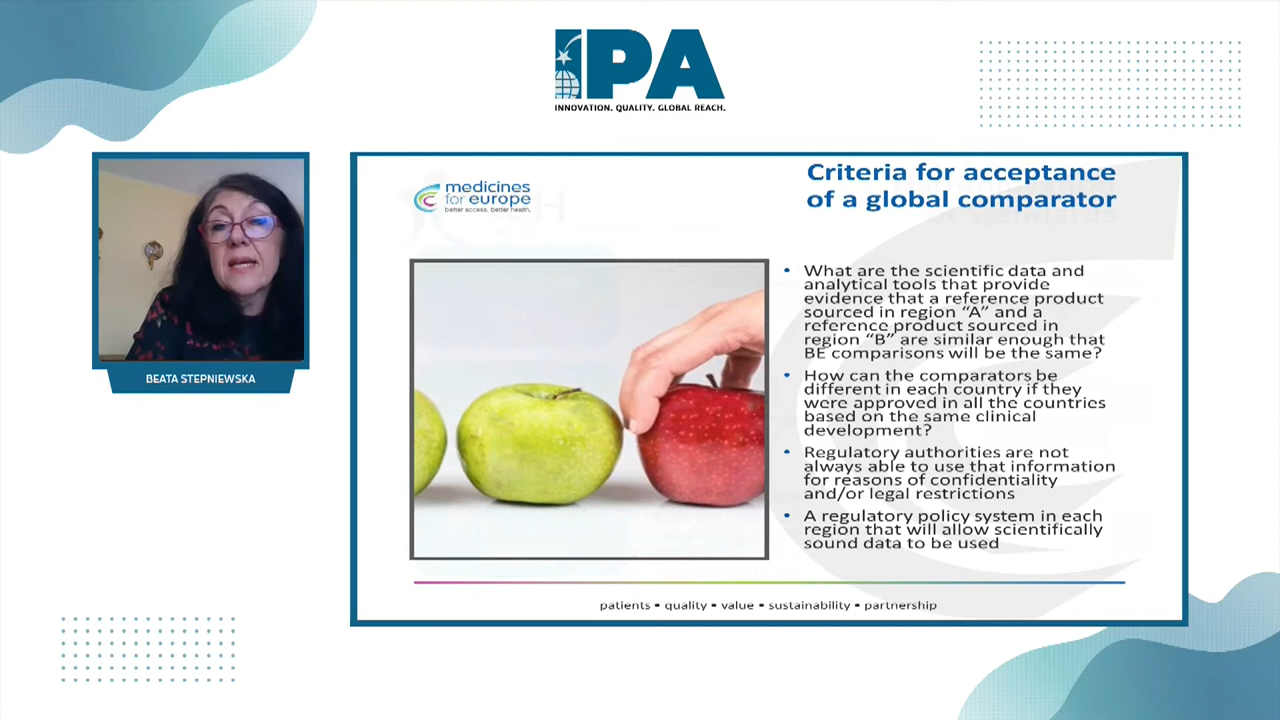 IPA
INNOVATION. QUALITY. GLOBAL REACH.
BEATA STEPNIEWSKA
medicines
for europe
better access. better health.
Criteria for acceptance
of a global comparator
• What are the scientific data and
analytical tools that provide
evidence that a reference product
sourced in region “A” and a
reference product sourced in
region “B” are similar enough that
BE comparisons will be the same?
• How can the comparators be
different in each country if they
were approved in all the countries
based on the same clinical
development?
• Regulatory authorities are not
always able to use that information
for reasons of confidentiality
and/or legal restrictions
• A regulatory policy system in each
region that will allow scientifically
sound data to be used
patients • quality • value • sustainability • partnership